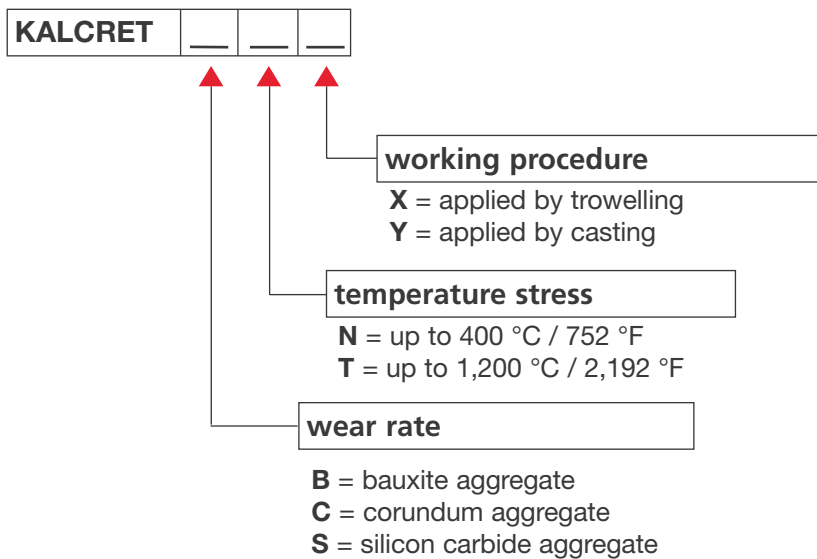 KALCRET __ __ __
working procedure
X = applied by trowelling
Y = applied by casting
temperature stress
N = up to 400 °C / 752 °F
T = up to 1,200 °C / 2,192 °F
wear rate
B = bauxite aggregate
C = corundum aggregate
S = silicon carbide aggregate